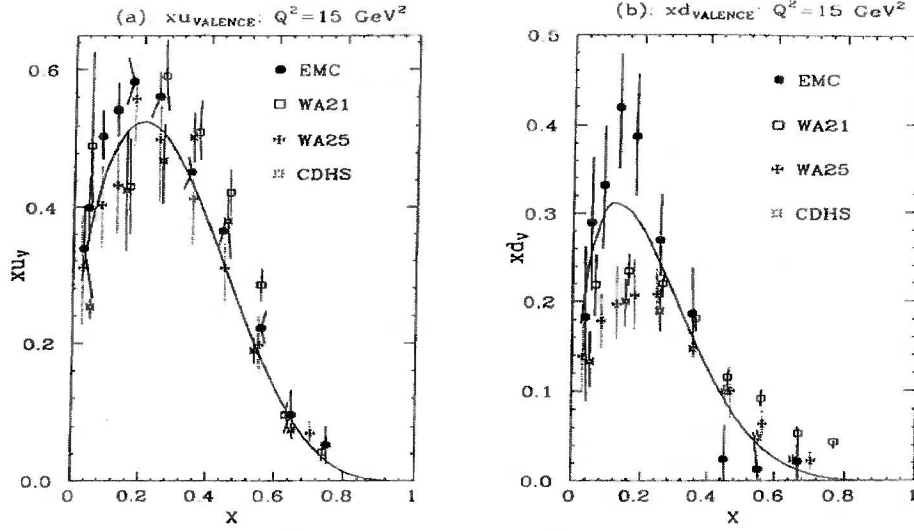 (a) xu_VALENCE: Q²=15 GeV²
0.6
0.4
0.2
0.0
xu_V
EMC
WA21
WA25
CDHS
0 0.2 0.4 0.6 0.8 1
x
(b): xd_VALENCE: Q²=15 GeV²
0.5
0.4
0.3
0.2
0.1
0.0
xd_V
EMC
WA21
WA25
CDHS
0 0.2 0.4 0.6 0.8 1
x